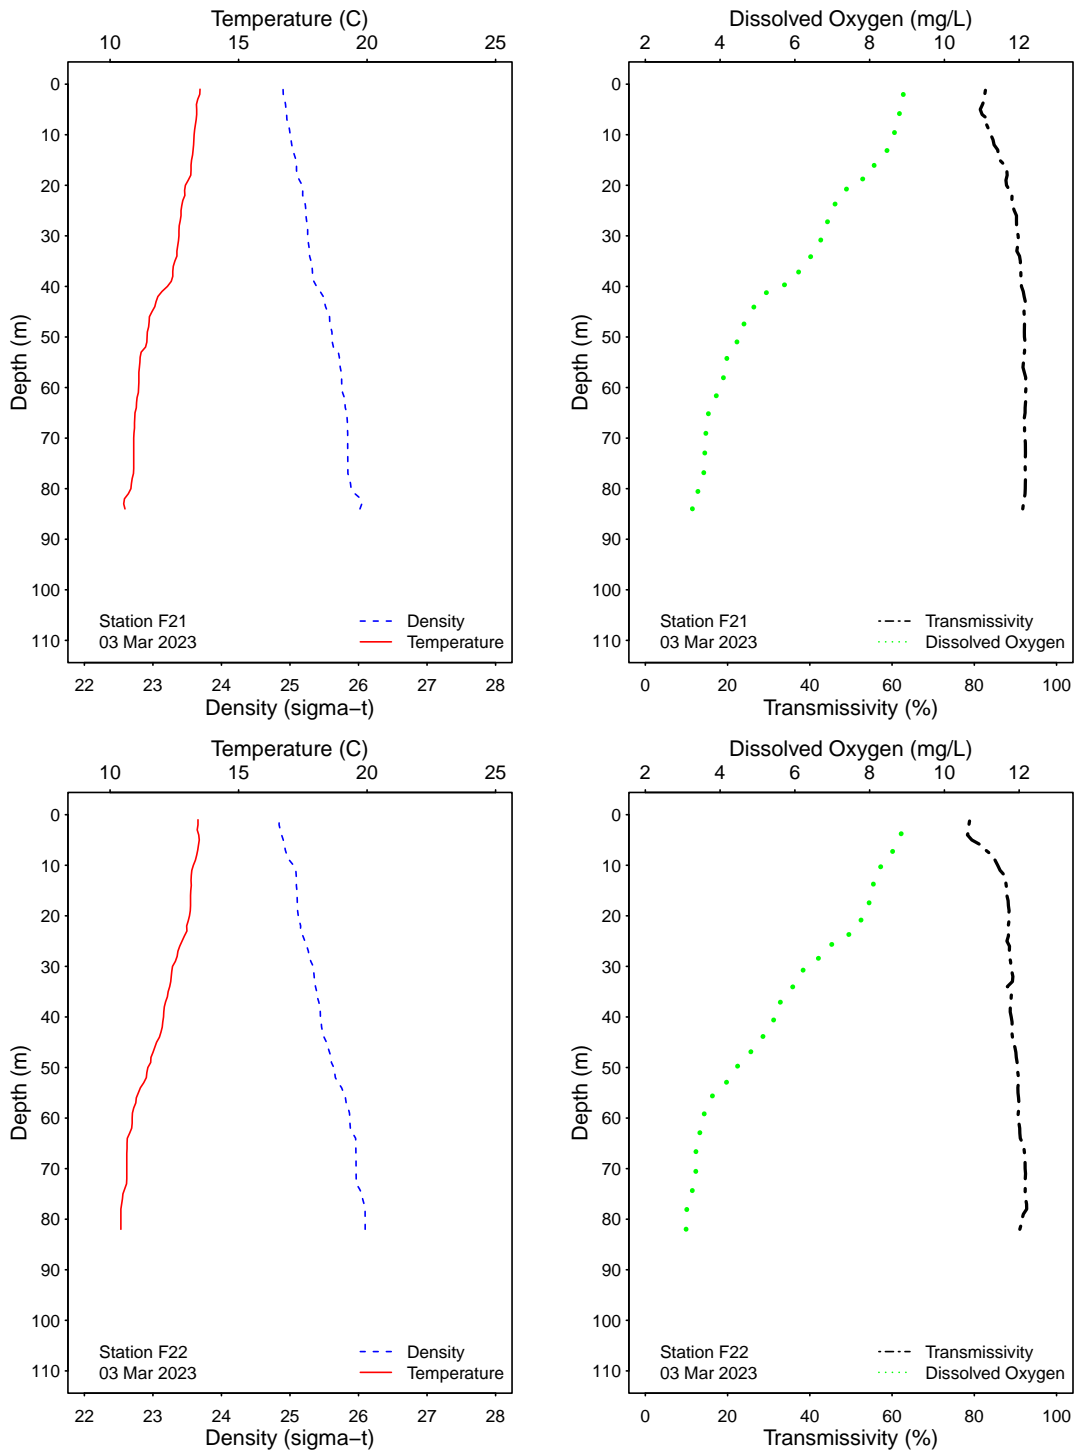 Temperature (C)
10 15 20 25
0
10
20
30
40
50
60
70
80
90
100
110
Depth (m)
Station F21
03 Mar 2023
Density
Temperature
22 23 24 25 26 27 28
Density (sigma−t)
Dissolved Oxygen (mg/L)
2 4 6 8 10 12
0
10
20
30
40
50
60
70
80
90
100
110
Depth (m)
Station F21
03 Mar 2023
Transmissivity
Dissolved Oxygen
0 20 40 60 80 100
Transmissivity (%)
Temperature (C)
10 15 20 25
0
10
20
30
40
50
60
70
80
90
100
110
Depth (m)
Station F22
03 Mar 2023
Density
Temperature
22 23 24 25 26 27 28
Density (sigma−t)
Dissolved Oxygen (mg/L)
2 4 6 8 10 12
0
10
20
30
40
50
60
70
80
90
100
110
Depth (m)
Station F22
03 Mar 2023
Transmissivity
Dissolved Oxygen
0 20 40 60 80 100
Transmissivity (%)